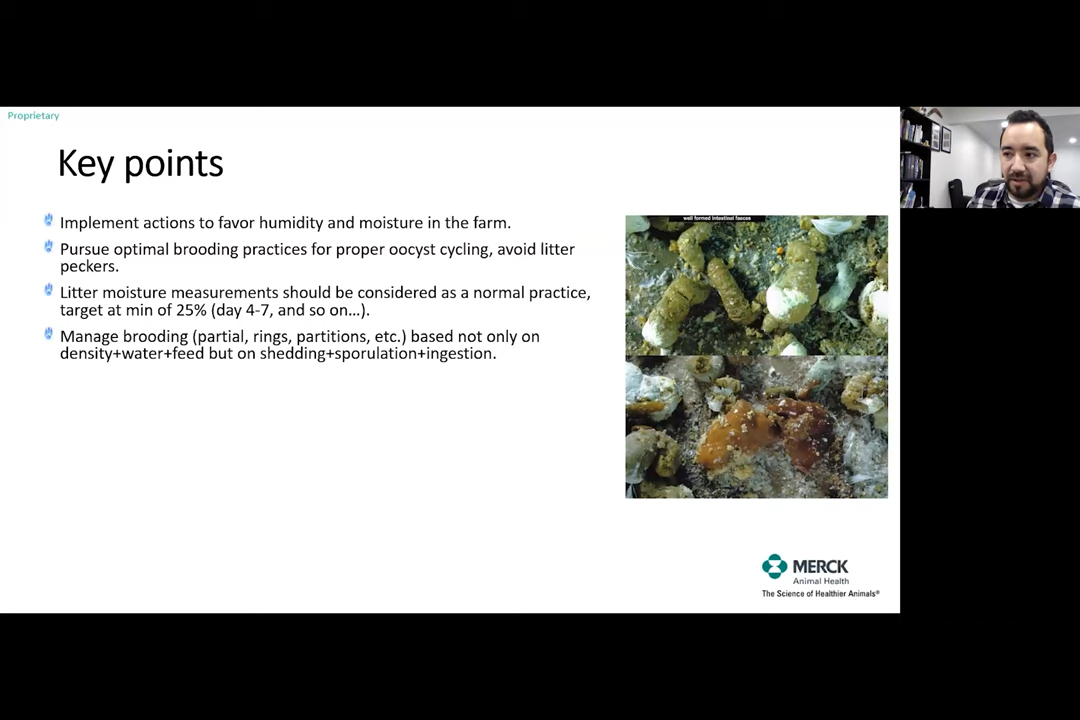 Proprietary
Key points
Implement actions to favor humidity and moisture in the farm.
Pursue optimal brooding practices for proper oocyst cycling, avoid litter
peckers.
Litter moisture measurements should be considered as a normal practice,
target at min of 25% (day 4-7, and so on…).
Manage brooding (partial, rings, partitions, etc.) based not only on
density+water+feed but on shedding+sporulation+ingestion.
well formed intestinal faeces
MERCK
Animal Health
The Science of Healthier Animals®